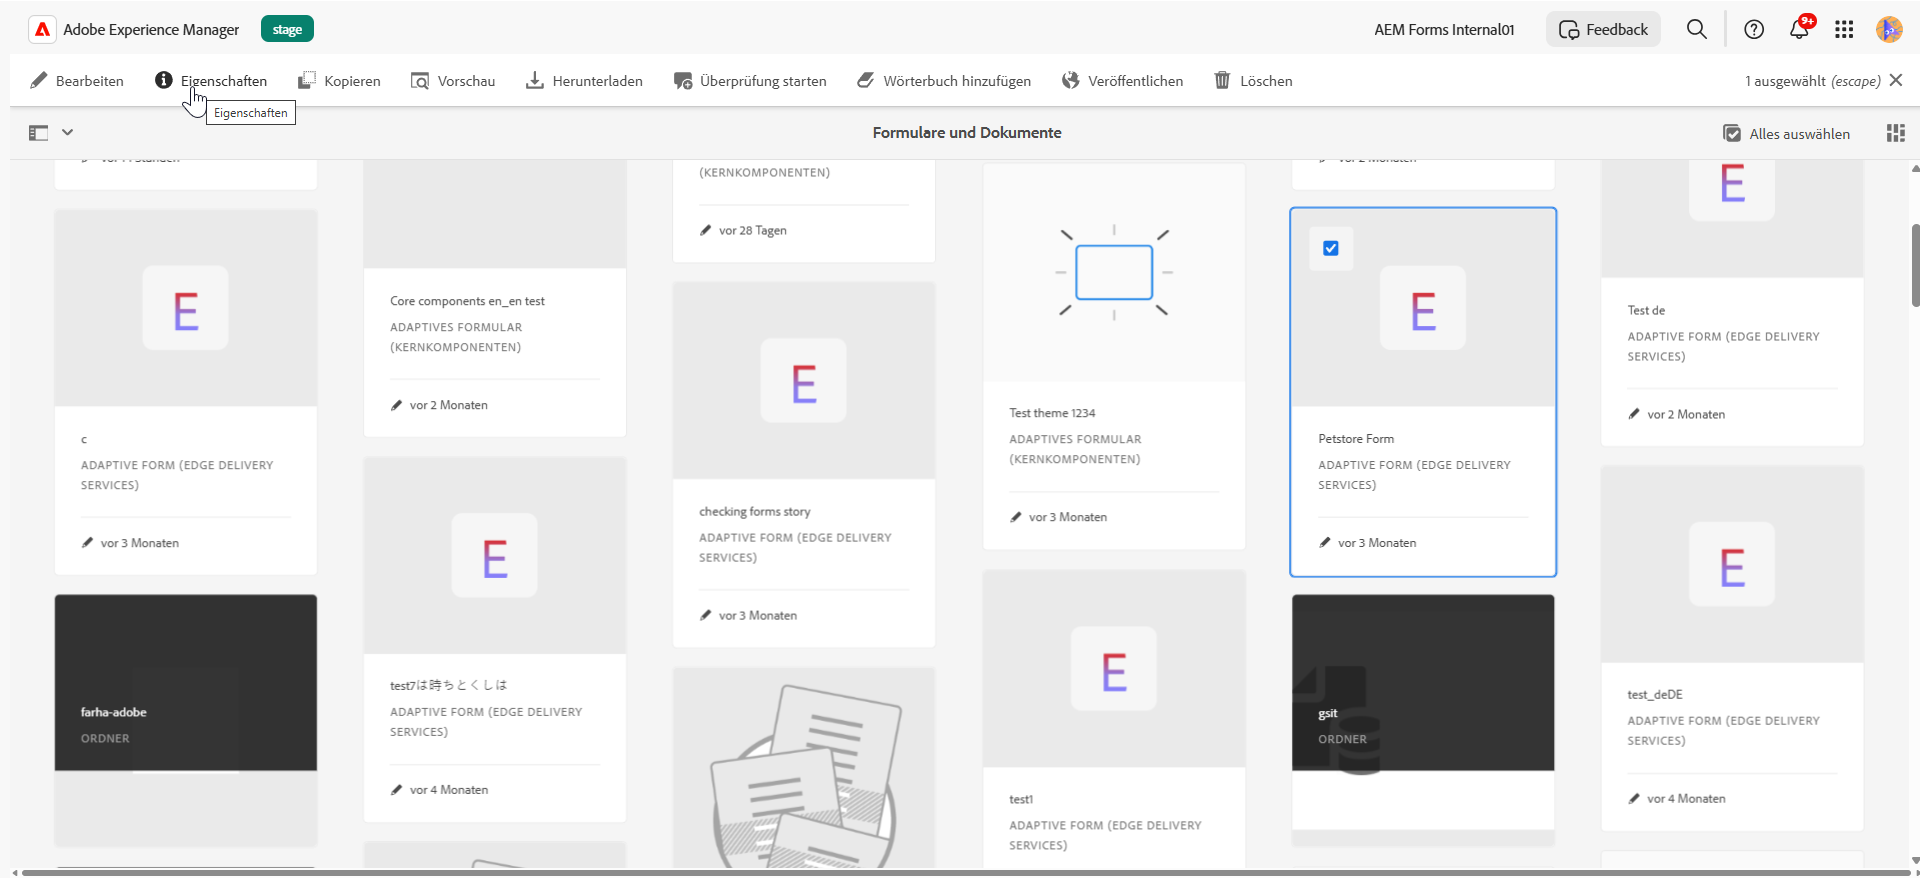 Adobe Experience Manager
stage
AEM Forms Internal01
Feedback
9+
Bearbeiten
Eigenschaften
Kopieren
Vorschau
Herunterladen
Überprüfung starten
Wörterbuch hinzufügen
Veröffentlichen
Löschen
1 ausgewählt (escape)
Eigenschaften
Formulare und Dokumente
Alles auswählen
E
c
ADAPTIVE FORM (EDGE DELIVERY
SERVICES)
vor 3 Monaten
farha-adobe
ORDNER
Core components en_en test
ADAPTIVES FORMULAR
(KERNKOMPONENTEN)
vor 2 Monaten
E
test7は時ちとくしは
ADAPTIVE FORM (EDGE DELIVERY
SERVICES)
vor 4 Monaten
(KERNKOMPONENTEN)
vor 28 Tagen
E
checking forms story
ADAPTIVE FORM (EDGE DELIVERY
SERVICES)
vor 3 Monaten
Test theme 1234
ADAPTIVES FORMULAR
(KERNKOMPONENTEN)
vor 3 Monaten
E
test1
ADAPTIVE FORM (EDGE DELIVERY
SERVICES)
vor 2 Monaten
E
Petstore Form
ADAPTIVE FORM (EDGE DELIVERY
SERVICES)
vor 3 Monaten
gsit
ORDNER
E
Test de
ADAPTIVE FORM (EDGE DELIVERY
SERVICES)
vor 2 Monaten
E
test_deDE
ADAPTIVE FORM (EDGE DELIVERY
SERVICES)
vor 4 Monaten